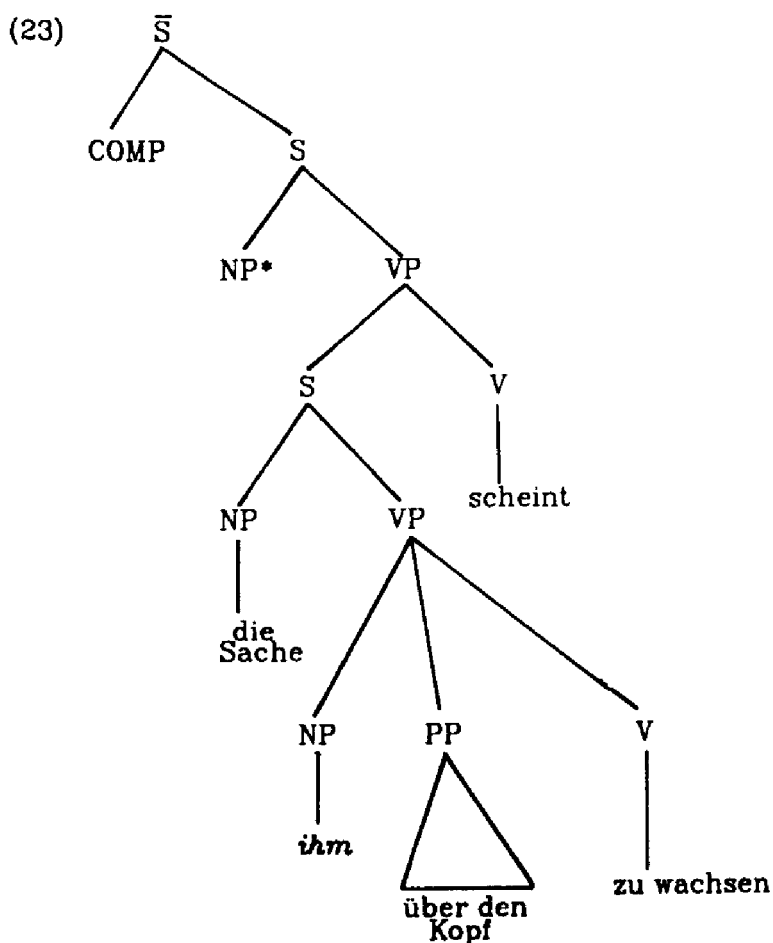 (23) S̄
COMP S
NP* VP
S V
scheint
NP VP
die
Sache
NP PP V
ihm
zu wachsen
über den
Kopf